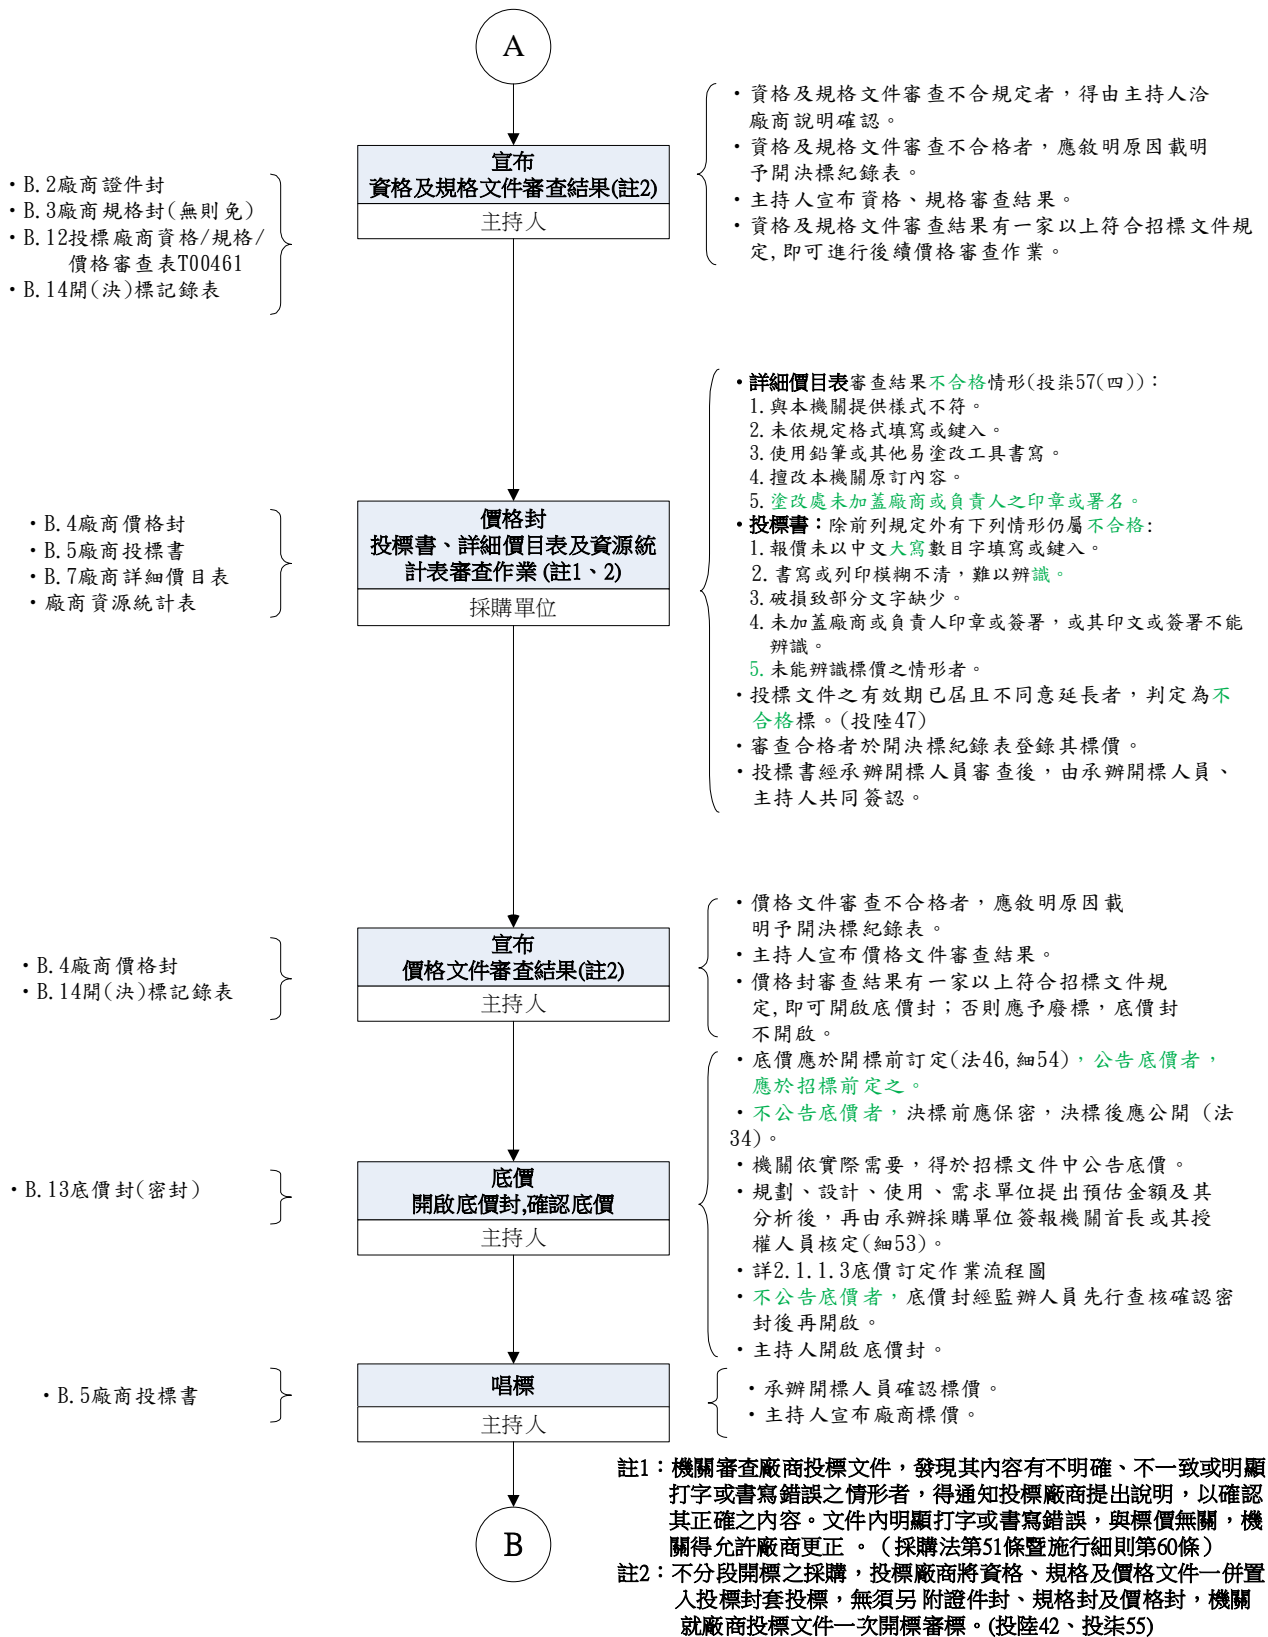 A
・資格及規格文件審查不合規定者，得由主持人洽
廠商說明確認。
・資格及規格文件審查不合格者，應敘明原因載明
予開決標紀錄表。
・主持人宣布資格、規格審查結果。
・資格及規格文件審查結果有一家以上符合招標文件規
定,即可進行後續價格審查作業。
宣布
資格及規格文件審查結果(註2)
主持人
・B.2廠商證件封
・B.3廠商規格封(無則免)
・B.12投標廠商資格/規格/
價格審查表T00461
・B.14開(決)標記錄表
・詳細價目表審查結果不合格情形(投柒57(四))：
1.與本機關提供樣式不符。
2.未依規定格式填寫或鍵入。
3.使用鉛筆或其他易塗改工具書寫。
4.擅改本機關原訂內容。
5.塗改處未加蓋廠商或負責人之印章或署名。
・投標書：除前列規定外有下列情形仍屬不合格:
1.報價未以中文大寫數目字填寫或鍵入。
2.書寫或列印模糊不清，難以辨識。
3.破損致部分文字缺少。
4.未加蓋廠商或負責人印章或簽署，或其印文或簽署不能
辨識。
5.未能辨識標價之情形者。
・投標文件之有效期已屆且不同意延長者，判定為不
合格標。(投陸47)
・審查合格者於開決標紀錄表登錄其標價。
・投標書經承辦開標人員審查後，由承辦開標人員、
主持人共同簽認。
價格封
投標書、詳細價目表及資源統
計表審查作業(註1、2)
採購單位
・B.4廠商價格封
・B.5廠商投標書
・B.7廠商詳細價目表
・廠商資源統計表
・價格文件審查不合格者，應敘明原因載
明予開決標紀錄表。
・主持人宣布價格文件審查結果。
・價格封審查結果有一家以上符合招標文件規
定,即可開啟底價封；否則應予廢標，底價封
不開啟。
宣布
價格文件審查結果(註2)
主持人
・B.4廠商價格封
・B.14開(決)標記錄表
・底價應於開標前訂定(法46,細54)，公告底價者，
應於招標前定之。
・不公告底價者，決標前應保密，決標後應公開(法
34)。
・機關依實際需要，得於招標文件中公告底價。
・規劃、設計、使用、需求單位提出預估金額及其
分析後，再由承辦採購單位簽報機關首長或其授
權人員核定(細53)。
・詳2.1.1.3底價訂定作業流程圖
・不公告底價者，底價封經監辦人員先行查核確認密
封後再開啟。
・主持人開啟底價封。
底價
開啟底價封,確認底價
主持人
・B.13底價封(密封)
唱標
主持人
・B.5廠商投標書
・承辦開標人員確認標價。
・主持人宣布廠商標價。
B
註1：機關審查廠商投標文件，發現其內容有不明確、不一致或明顯
打字或書寫錯誤之情形者，得通知投標廠商提出說明，以確認
其正確之內容。文件內明顯打字或書寫錯誤，與標價無關，機
關得允許廠商更正 。（採購法第51條暨施行細則第60條）
註2：不分段開標之採購，投標廠商將資格、規格及價格文件一併置
入投標封套投標，無須另附證件封、規格封及價格封，機關
就廠商投標文件一次開標審標。(投陸42、投柒55)